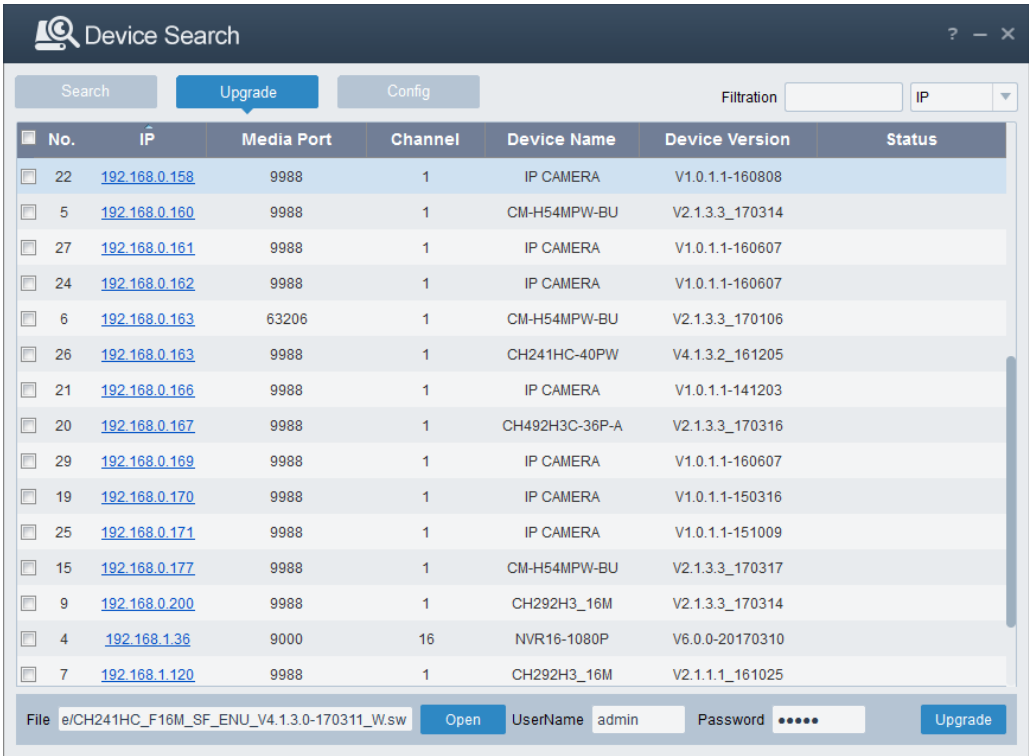 Device Search
? — ×
Search Upgrade Config Filtration IP
No. IP Media Port Channel Device Name Device Version Status
22 192.168.0.158 9988 1 IP CAMERA V1.0.1.1-160808
5 192.168.0.160 9988 1 CM-H54MPW-BU V2.1.3.3_170314
27 192.168.0.161 9988 1 IP CAMERA V1.0.1.1-160607
24 192.168.0.162 9988 1 IP CAMERA V1.0.1.1-160607
6 192.168.0.163 63206 1 CM-H54MPW-BU V2.1.3.3_170106
26 192.168.0.163 9988 1 CH241HC-40PW V4.1.3.2_161205
21 192.168.0.166 9988 1 IP CAMERA V1.0.1.1-141203
20 192.168.0.167 9988 1 CH492H3C-36P-A V2.1.3.3_170316
29 192.168.0.169 9988 1 IP CAMERA V1.0.1.1-160607
19 192.168.0.170 9988 1 IP CAMERA V1.0.1.1-150316
25 192.168.0.171 9988 1 IP CAMERA V1.0.1.1-151009
15 192.168.0.177 9988 1 CM-H54MPW-BU V2.1.3.3_170317
9 192.168.0.200 9988 1 CH292H3_16M V2.1.3.3_170314
4 192.168.1.36 9000 16 NVR16-1080P V6.0.0-20170310
7 192.168.1.120 9988 1 CH292H3_16M V2.1.1.1_161025
File e/CH241HC_F16M_SF_ENU_V4.1.3.0-170311_W.sw Open UserName admin Password ●●●●● Upgrade